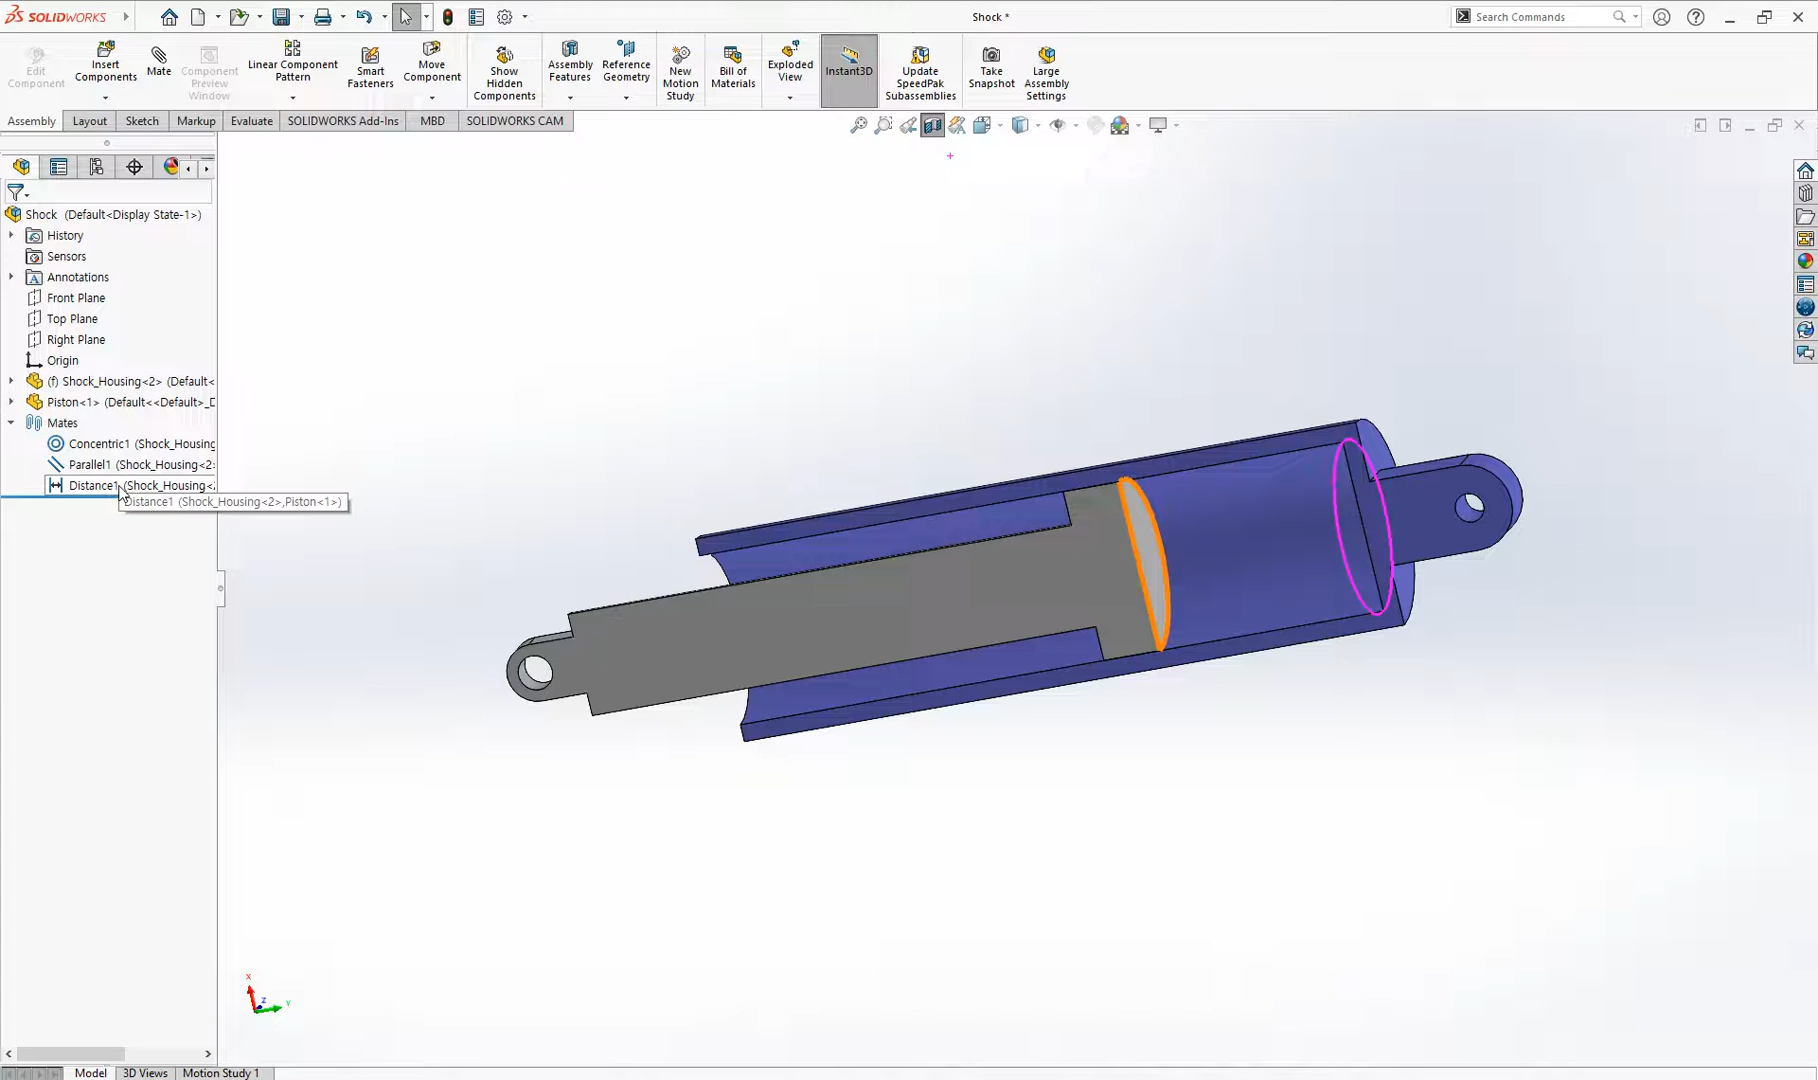 SOLIDWORKS
Shock *
Search Commands
Edit Component
Insert Components
Mate
Component Preview Window
Linear Component Pattern
Smart Fasteners
Move Component
Show Hidden Components
Assembly Features
Reference Geometry
New Motion Study
Bill of Materials
Exploded View
Instant3D
Update SpeedPak Subassemblies
Take Snapshot
Large Assembly Settings
Assembly
Layout
Sketch
Markup
Evaluate
SOLIDWORKS Add-Ins
MBD
SOLIDWORKS CAM
Shock (Default<Display State-1>)
History
Sensors
Annotations
Front Plane
Top Plane
Right Plane
Origin
(f) Shock_Housing<2> (Default<
Piston<1> (Default<<Default>_D
Mates
Concentric1 (Shock_Housing
Parallel1 (Shock_Housing<2>
Distance1 (Shock_Housing<2
Distance1 (Shock_Housing<2>,Piston<1>)
X
Z
Y
Model
3D Views
Motion Study 1